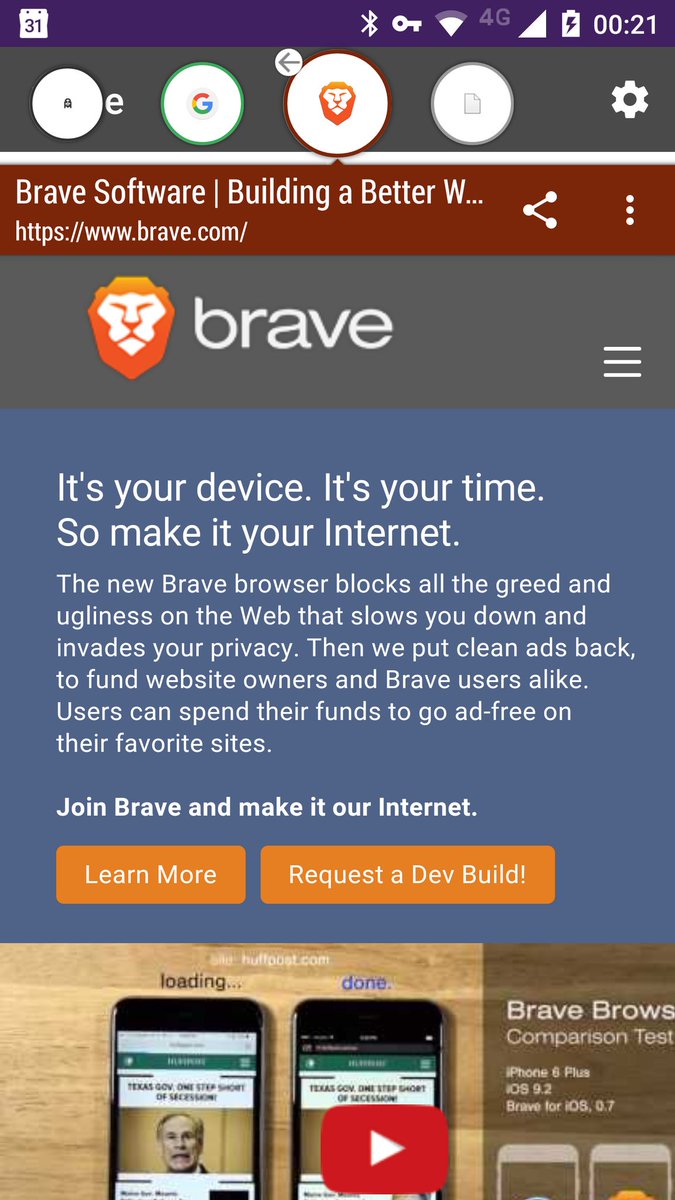 31
4G
00:21
e
G
Brave Software | Building a Better W...
https://www.brave.com/
brave
It's your device. It's your time.
So make it your Internet.
The new Brave browser blocks all the greed and
ugliness on the Web that slows you down and
invades your privacy. Then we put clean ads back,
to fund website owners and Brave users alike.
Users can spend their funds to go ad-free on
their favorite sites.
Join Brave and make it our Internet.
Learn More
Request a Dev Build!
site: huffpost.com
loading...
done.
Brave Brows
Comparison Test
iPhone 6 Plus
iOS 9.2
Brave for iOS, 0.7
TEXAS GOV. ONE STEP SHORT
OF SECESSION!
TEXAS GOV. ONE STEP SHORT
OF SECESSION!